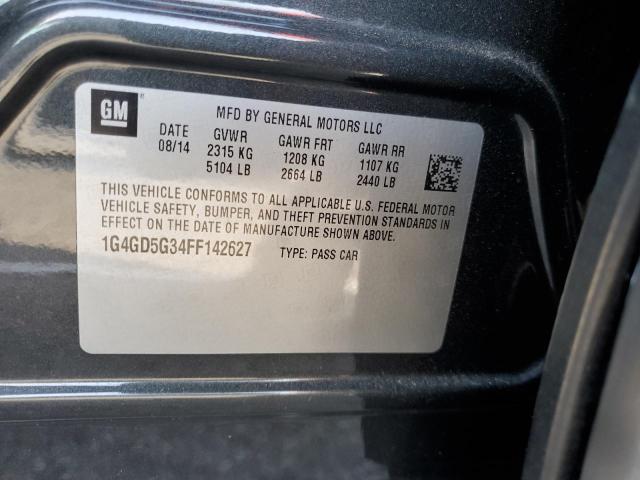 GM ®
MFD BY GENERAL MOTORS LLC
DATE GVWR GAWR FRT GAWR RR
08/14 2315 KG 1208 KG 1107 KG
5104 LB 2664 LB 2440 LB
THIS VEHICLE CONFORMS TO ALL APPLICABLE U.S. FEDERAL MOTOR
VEHICLE SAFETY, BUMPER, AND THEFT PREVENTION STANDARDS IN
EFFECT ON THE DATE OF MANUFACTURE SHOWN ABOVE.
1G4GD5G34FF142627 TYPE: PASS CAR